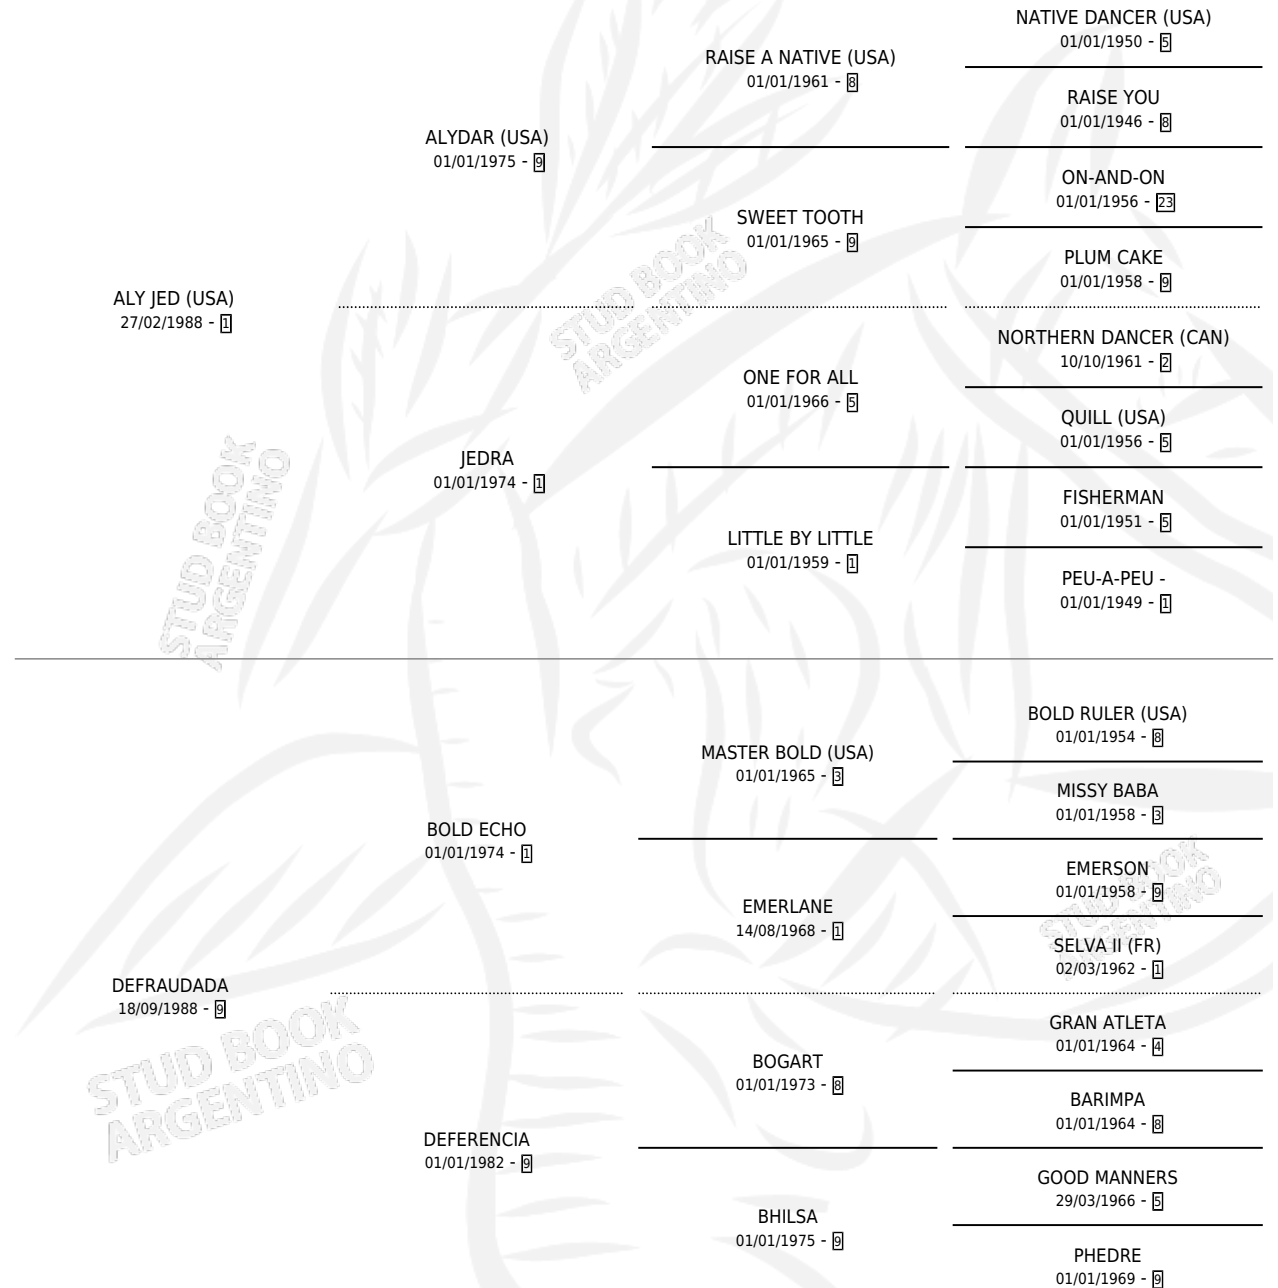 NATIVE DANCER (USA)
01/01/1950 - 5
RAISE A NATIVE (USA)
01/01/1961 - 8
RAISE YOU
01/01/1946 - 8
ALYDAR (USA)
01/01/1975 - 9
ON-AND-ON
01/01/1956 - 23
SWEET TOOTH
01/01/1965 - 9
PLUM CAKE
01/01/1958 - 9
ALY JED (USA)
27/02/1988 - 1
NORTHERN DANCER (CAN)
10/10/1961 - 2
ONE FOR ALL
01/01/1966 - 5
QUILL (USA)
01/01/1956 - 5
JEDRA
01/01/1974 - 1
FISHERMAN
01/01/1951 - 5
LITTLE BY LITTLE
01/01/1959 - 1
PEU-A-PEU -
01/01/1949 - 1
BOLD RULER (USA)
01/01/1954 - 8
MASTER BOLD (USA)
01/01/1965 - 3
MISSY BABA
01/01/1958 - 3
BOLD ECHO
01/01/1974 - 1
EMERSON
01/01/1958 - 9
EMERLANE
14/08/1968 - 1
SELVA II (FR)
02/03/1962 - 1
DEFRAUDADA
18/09/1988 - 9
GRAN ATLETA
01/01/1964 - 4
BOGART
01/01/1973 - 8
BARIMPA
01/01/1964 - 8
DEFERENCIA
01/01/1982 - 9
GOOD MANNERS
29/03/1966 - 5
BHILSA
01/01/1975 - 9
PHEDRE
01/01/1969 - 9
STUD BOOK
ARGENTINO
STUD BOOK
ARGENTINO
STUD BOOK
ARGENTINO
STUD BOOK
ARGENTINO